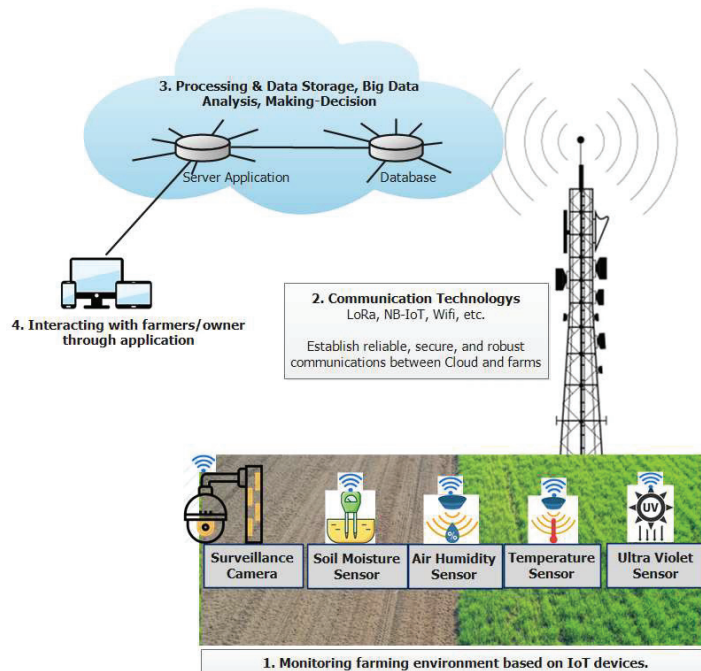 3. Processing & Data Storage, Big Data
Analysis, Making-Decision
Server Application
Database
2. Communication Technologys
LoRa, NB-IoT, Wifi, etc.
Establish reliable, secure, and robust
communications between Cloud and farms
4. Interacting with farmers/owner
through application
%
UV
Surveillance
Camera
Soil Moisture
Sensor
Air Humidity
Sensor
Temperature
Sensor
Ultra Violet
Sensor
1. Monitoring farming environment based on IoT devices.